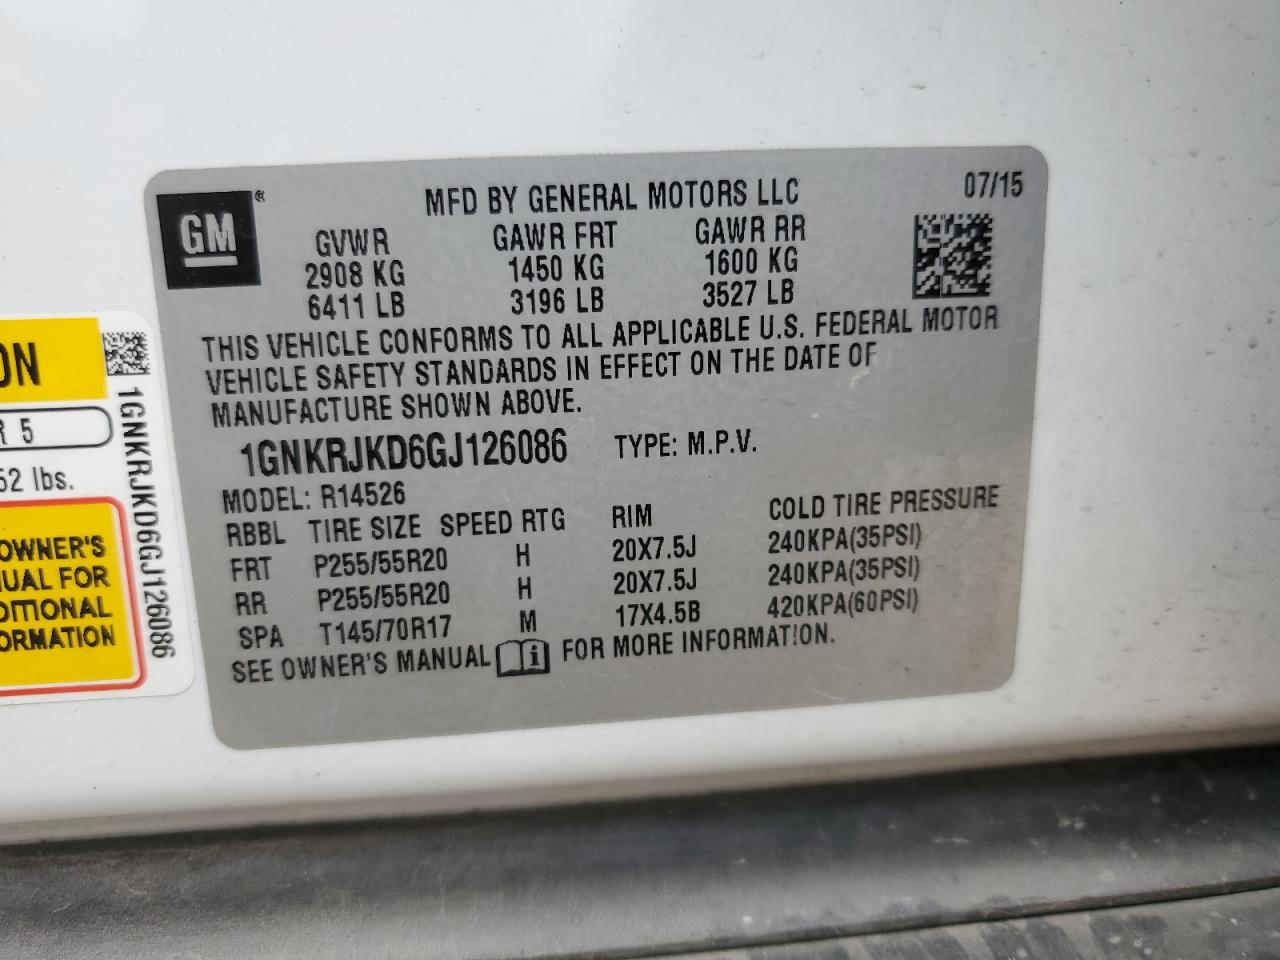 GM ®
MFD BY GENERAL MOTORS LLC 07/15
GVWR GAWR FRT GAWR RR
2908 KG 1450 KG 1600 KG
6411 LB 3196 LB 3527 LB
THIS VEHICLE CONFORMS TO ALL APPLICABLE U.S. FEDERAL MOTOR
VEHICLE SAFETY STANDARDS IN EFFECT ON THE DATE OF
MANUFACTURE SHOWN ABOVE.
1GNKRJKD6GJ126086 TYPE: M.P.V.
MODEL: R14526
RBBL TIRE SIZE SPEED RTG RIM COLD TIRE PRESSURE
FRT P255/55R20 H 20X7.5J 240KPA(35PSI)
RR P255/55R20 H 20X7.5J 240KPA(35PSI)
SPA T145/70R17 M 17X4.5B 420KPA(60PSI)
SEE OWNER'S MANUAL i FOR MORE INFORMATION.
ON
R 5
52 lbs.
OWNER'S
UAL FOR
DITIONAL
ORMATION
1GNKRJKD6GJ126086